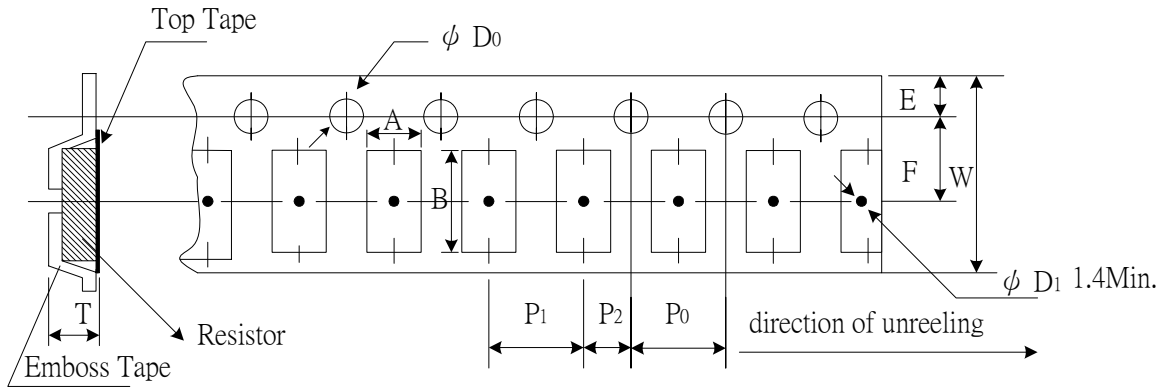 Top Tape
ϕ D0
E
A
F
W
B
ϕ D1 1.4Min.
T
P1
P2
P0
Resistor
direction of unreeling
Emboss Tape